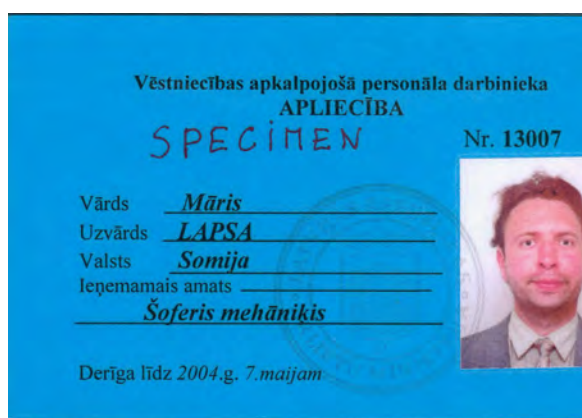 Vēstniecības apkalpojošā personāla darbinieka
APLIECĪBA
SPECIMEN Nr. 13007
Vārds Māris
Uzvārds LAPSA
Valsts Somija
Ieņemamais amats
Šoferis mehāniķis
Derīga līdz 2004.g. 7.maijam